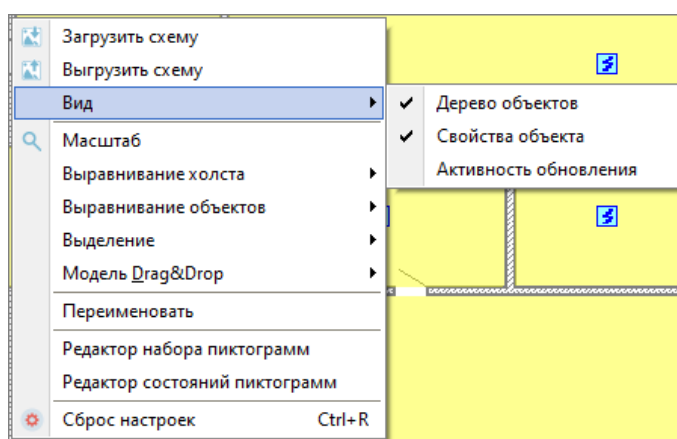 Загрузить схему
Выгрузить схему
Вид
Дерево объектов
Свойства объекта
Активность обновления
Масштаб
Выравнивание холста
Выравнивание объектов
Выделение
Модель Drag&Drop
Переименовать
Редактор набора пиктограмм
Редактор состояний пиктограмм
Сброс настроек Ctrl+R